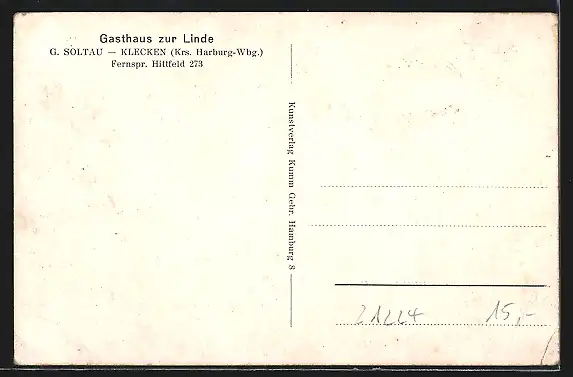 Gasthaus zur Linde
G. SOLTAU — KLECKEN (Krs. Harburg-Wbg.)
Fernspr. Hittfeld 273
Kunstverlag Kumm Gebr. Hamburg 8
21224
15,-